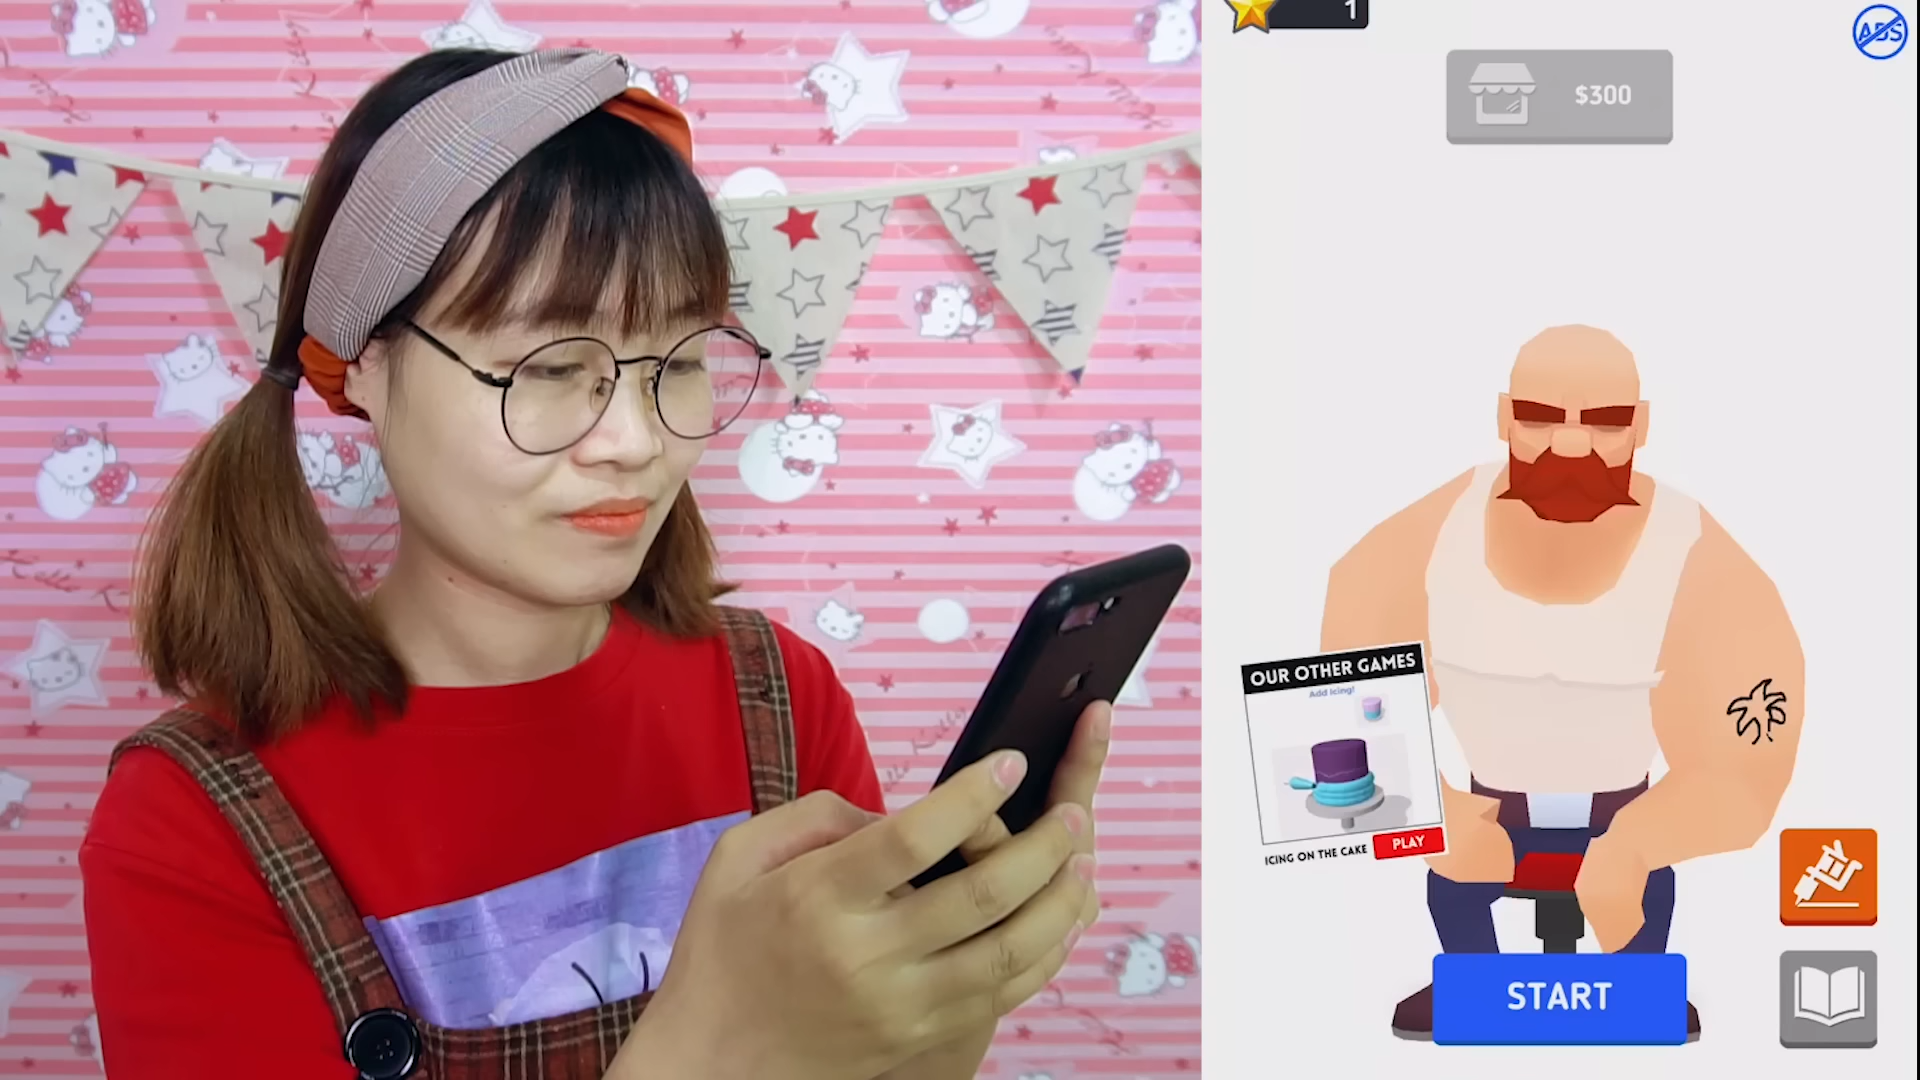 1
ADS
$300
OUR OTHER GAMES
Add Icing!
ICING ON THE CAKE
PLAY
START